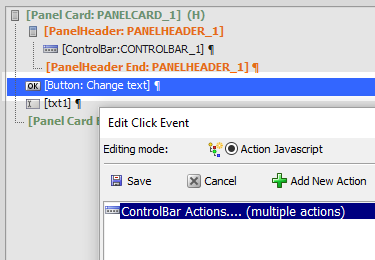 [Panel Card: PANELCARD_1] (H)
[PanelHeader: PANELHEADER_1]
[ControlBar:CONTROLBAR_1] ¶
[PanelHeader End: PANELHEADER_1] ¶
OK [Button: Change text] ¶
[txt1] ¶
[Panel Card
Edit Click Event
Editing mode: Action Javascript
Save Cancel Add New Action
ControlBar Actions.... (multiple actions)